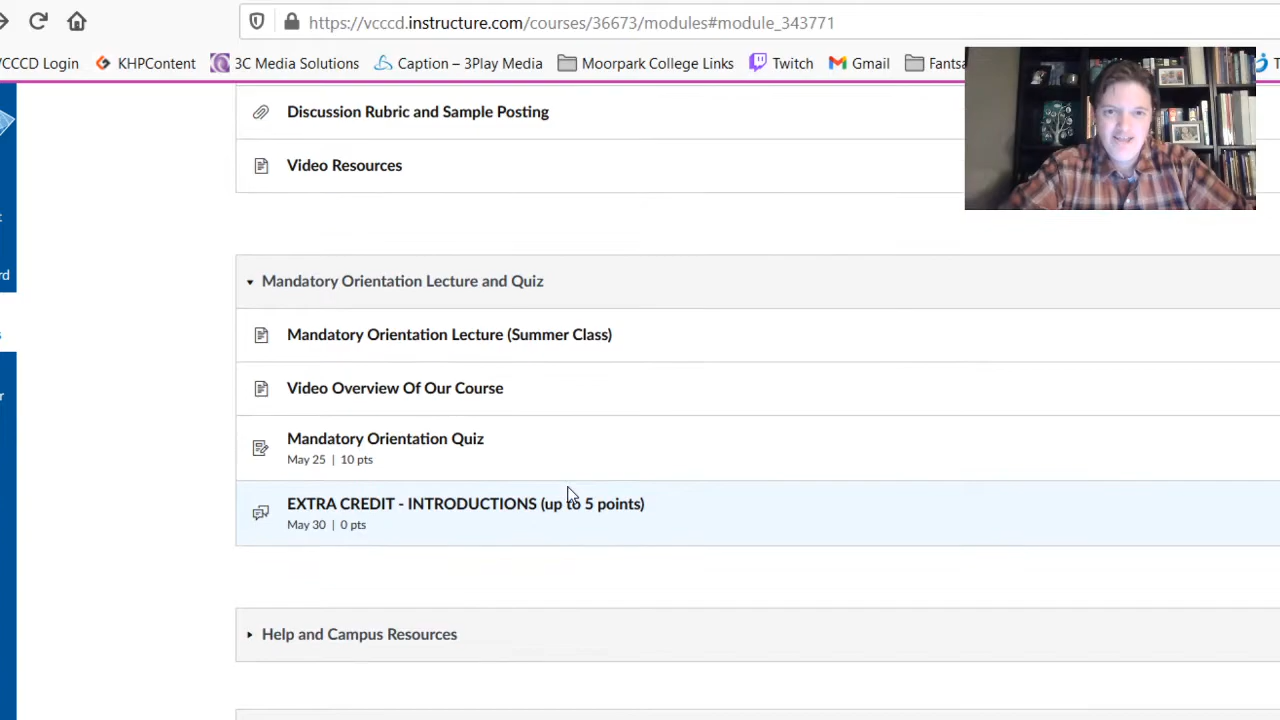 https://vcccd.instructure.com/courses/36673/modules#module_343771
VCCCD Login KHPContent 3C Media Solutions Caption – 3Play Media Moorpark College Links Twitch Gmail Fantsa
Discussion Rubric and Sample Posting
Video Resources
rd
Mandatory Orientation Lecture and Quiz
Mandatory Orientation Lecture (Summer Class)
Video Overview Of Our Course
Mandatory Orientation Quiz
May 25 | 10 pts
EXTRA CREDIT - INTRODUCTIONS (up to 5 points)
May 30 | 0 pts
Help and Campus Resources